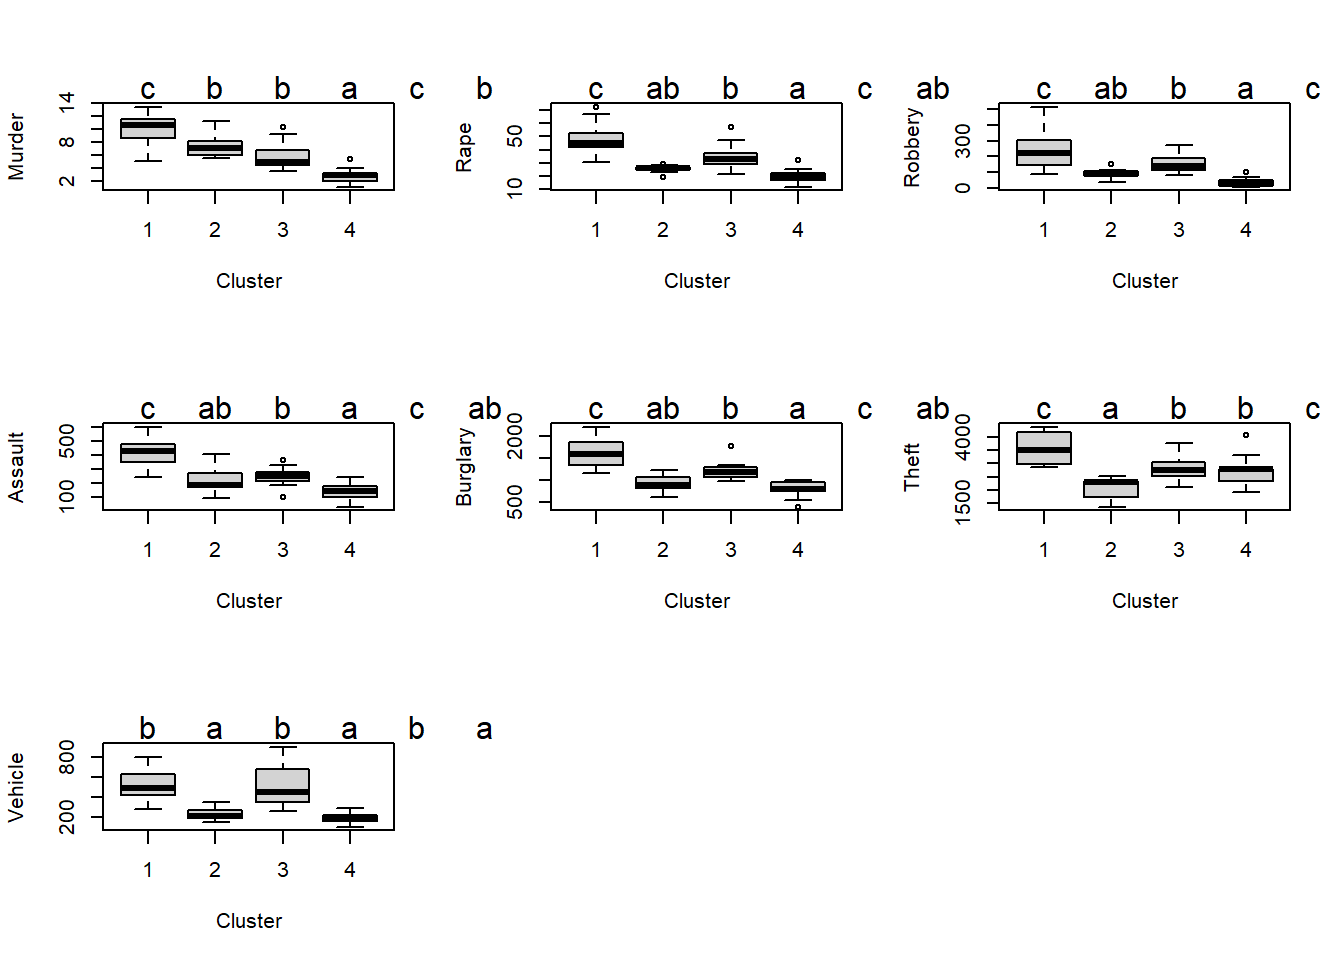 c b b a c b
Murder
14
8
2
1 2 3 4
Cluster
c ab b a c ab
Rape
50
10
1 2 3 4
Cluster
c ab b a c
Robbery
300
0
1 2 3 4
Cluster
c ab b a c ab
Assault
500
100
1 2 3 4
Cluster
c ab b a c ab
Burglary
2000
500
1 2 3 4
Cluster
c a b b c
Theft
4000
1500
1 2 3 4
Cluster
b a b a b a
Vehicle
800
200
1 2 3 4
Cluster